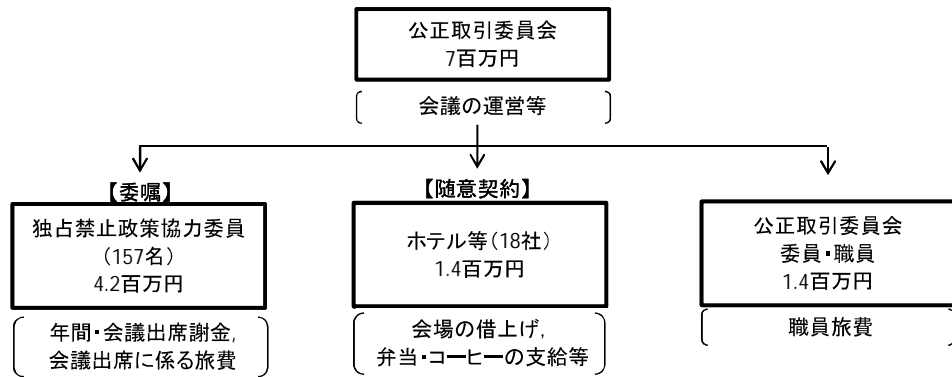 公正取引委員会
7百万円
会議の運営等
【委嘱】
独占禁止政策協力委員
(157名)
4.2百万円
年間・会議出席謝金,
会議出席に係る旅費
【随意契約】
ホテル等(18社)
1.4百万円
会場の借上げ,
弁当・コーヒーの支給等
公正取引委員会
委員・職員
1.4百万円
職員旅費